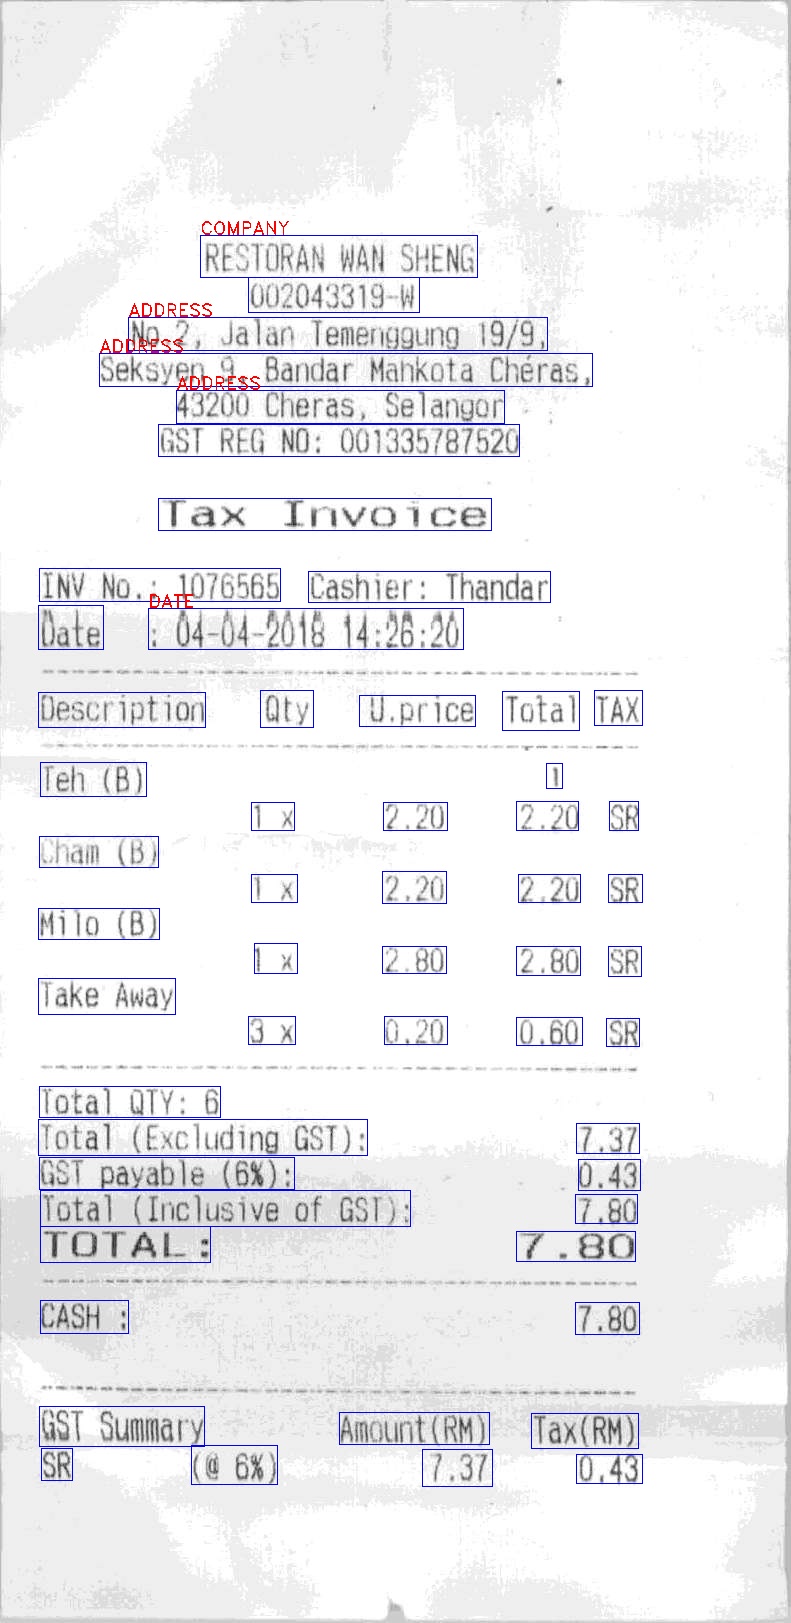 COMPANY
RESTORAN WAN SHENG
002043319-W
ADDRESS
No.2, Jalan Temenggung 19/9,
ADDRESS
Seksyen 9, Bandar Mahkota Chéras,
ADDRESS
43200 Cheras, Selangor
GST REG NO: 001335787520
Tax Invoice
INV No.: 1076565 Cashier: Thandar
DATE
Date : 04-04-2018 14:26:20
Description Qty U.price Total TAX
Teh (B) 1
1 x 2.20 2.20 SR
Cham (B)
1 x 2.20 2.20 SR
Milo (B)
1 x 2.80 2.80 SR
Take Away
3 x 0.20 0.60 SR
Total QTY: 6
Total (Excluding GST): 7.37
GST payable (6%): 0.43
Total (Inclusive of GST): 7.80
TOTAL: 7.80
CASH : 7.80
GST Summary Amount(RM) Tax(RM)
SR (@ 6%) 7.37 0.43